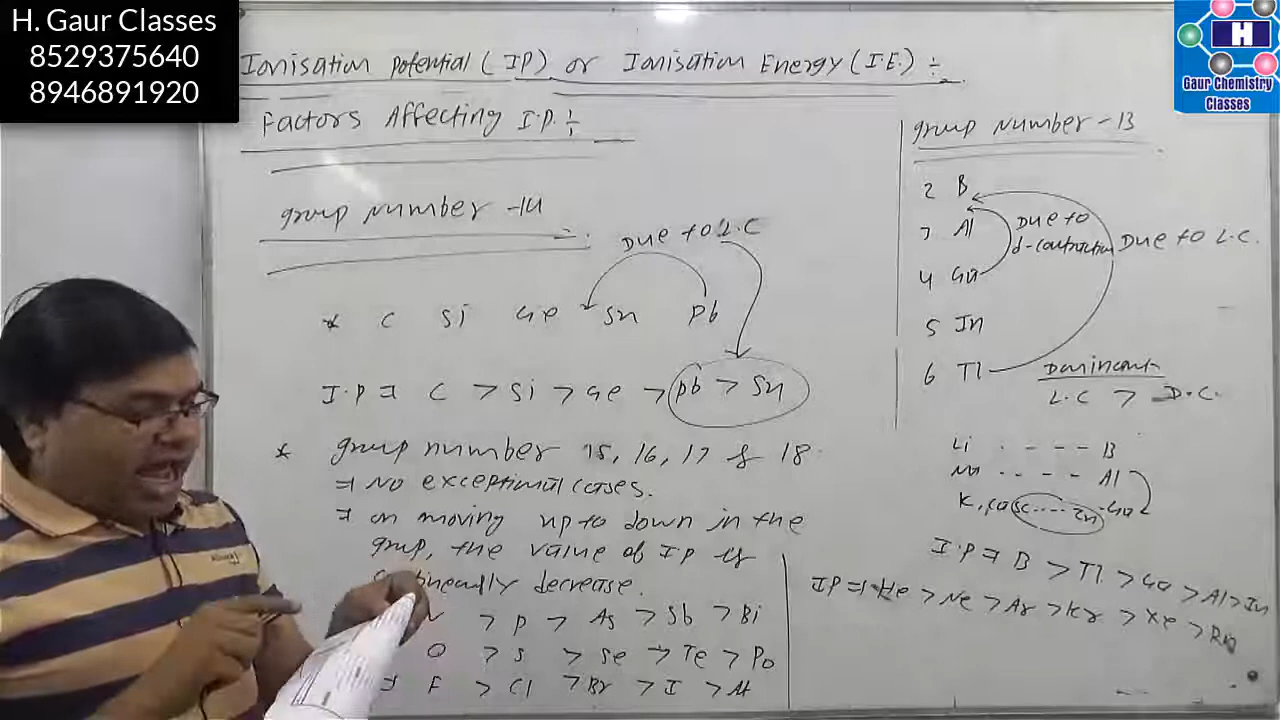 H. Gaur Classes
8529375640
8946891920
H
Gaur Chemistry
Classes
Ionisation potential (IP) or Ionisation Energy (I.E.) ÷
Factors Affecting I.P. ÷
group number -14
Due to L.C
* C Si Ge Sn Pb
I.P ⇒ C > Si > Ge > Pb > Sn
* group number 15, 16, 17 & 18.
⇒ No exceptional cases.
⇒ on moving up to down in the
group, the value of I.P is
decrease.
> P > As > Sb > Bi
O > S > Se > Te > Po
⇒ F > Cl > Br > I > At
group number -13
2 B
3 Al
4 Ga
5 In
6 Tl
Due to
d-contraction
Due to L.C.
Dominant
L.C > D.C.
Li - - - - B
Na - - - - Al
K, Ca Sc.....Zn Ga
I.P ⇒ B > Tl > Ga > Al > In
IP ⇒ He > Ne > Ar > Kr > Xe > Rn